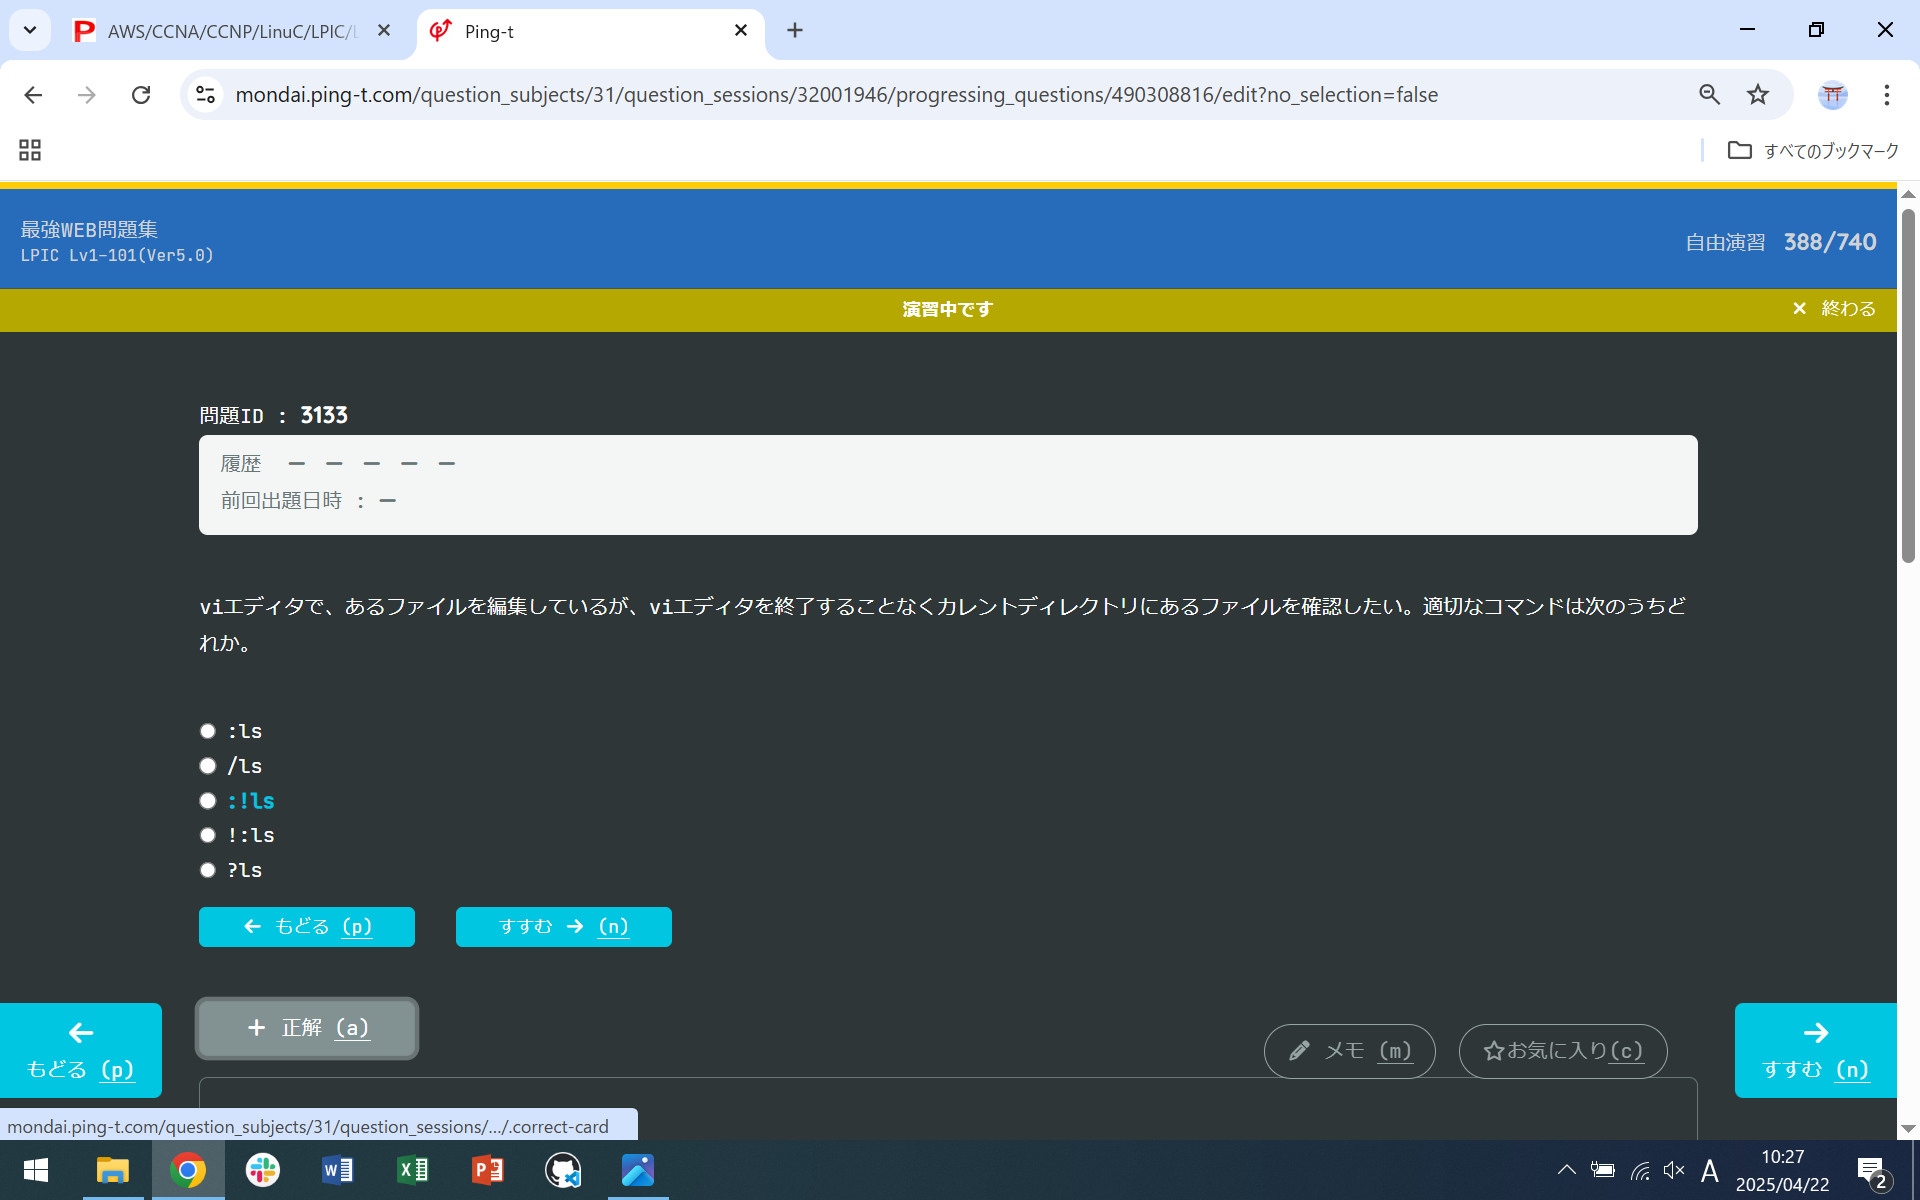 AWS/CCNA/CCNP/LinuC/LPIC/
Ping-t
mondai.ping-t.com/question_subjects/31/question_sessions/32001946/progressing_questions/490308816/edit?no_selection=false
すべてのブックマーク
最強WEB問題集
LPIC Lv1-101(Ver5.0)
自由演習 388/740
演習中です
× 終わる
問題ID : 3133
履歴 ー ー ー ー ー
前回出題日時 : ー
viエディタで、あるファイルを編集しているが、viエディタを終了することなくカレントディレクトリにあるファイルを確認したい。適切なコマンドは次のうちど
れか。
:ls
/ls
:!ls
!:ls
?ls
← もどる (p)
すすむ → (n)
+ 正解 (a)
メモ (m)
☆お気に入り(c)
← もどる (p)
→ すすむ (n)
mondai.ping-t.com/question_subjects/31/question_sessions/.../.correct-card
A
10:27
2025/04/22
2